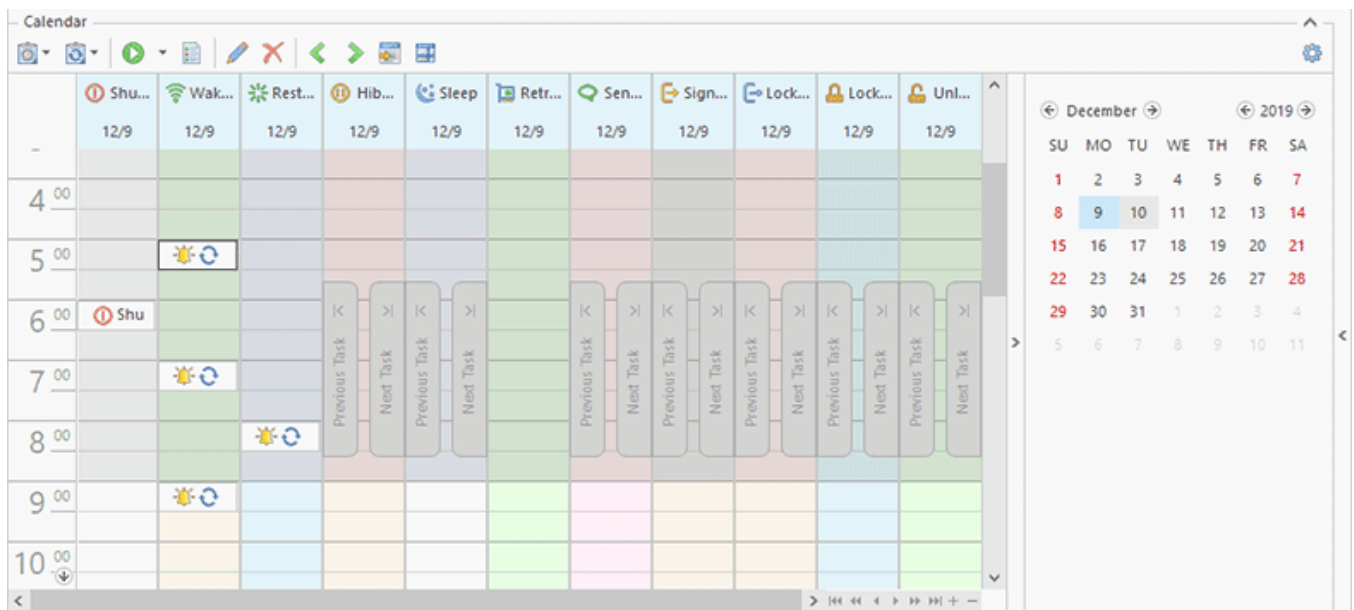 Calendar
Shu... Wak... Rest... Hib... Sleep Retr... Sen... Sign... Lock... Lock... Unl...
12/9 12/9 12/9 12/9 12/9 12/9 12/9 12/9 12/9 12/9 12/9
4 00
5 00
6 00 Shu
7 00
8 00
9 00
10 00
Previous Task Next Task Previous Task Next Task Previous Task Next Task Previous Task Next Task Previous Task Next Task Previous Task Next Task Previous Task Next Task
December 2019
SU MO TU WE TH FR SA
1 2 3 4 5 6 7
8 9 10 11 12 13 14
15 16 17 18 19 20 21
22 23 24 25 26 27 28
29 30 31 1 2 3 4
5 6 7 8 9 10 11